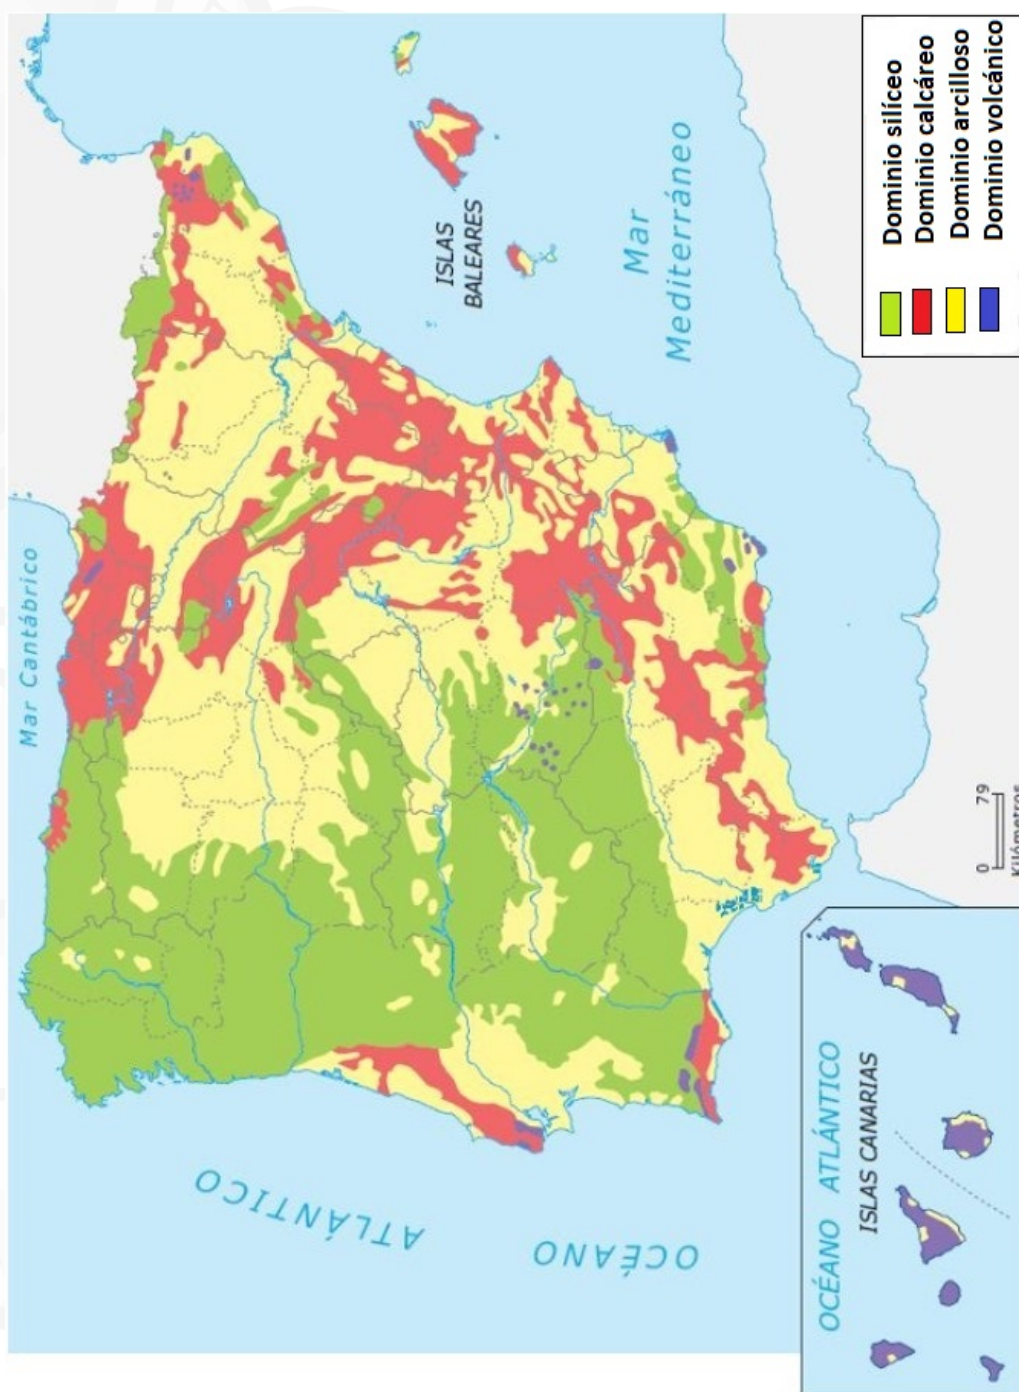 Mar Cantábrico
ISLAS
BALEARES
Mar
Mediterráneo
OCÉANO
ATLÁNTICO
OCÉANO ATLÁNTICO
ISLAS CANARIAS
0 79
Kilómetros
Dominio silíceo
Dominio calcáreo
Dominio arcilloso
Dominio volcánico